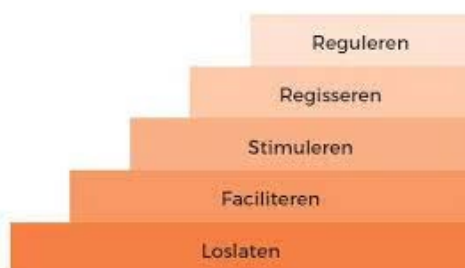 Reguleren
Regisseren
Stimuleren
Faciliteren
Loslaten